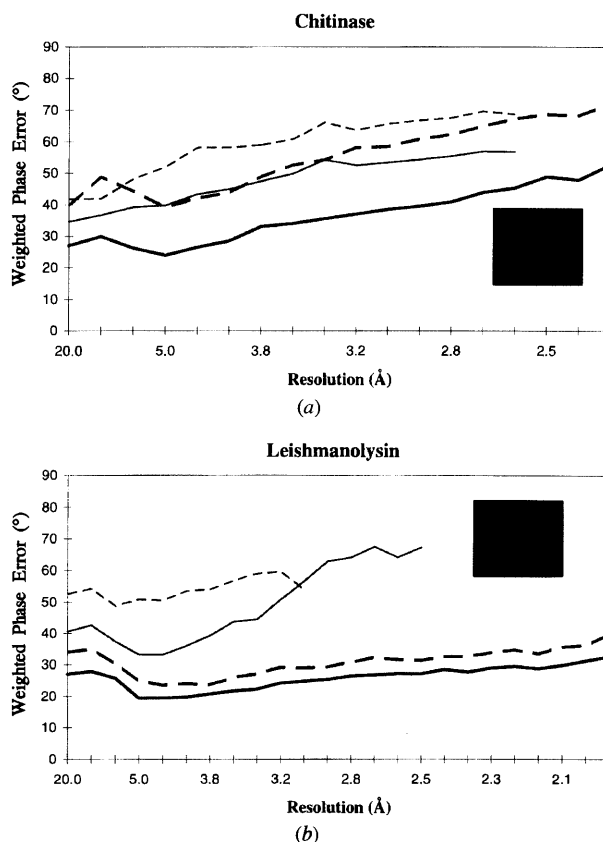 Chitinase
90
80
70
60
50
40
30
20
10
0
Weighted Phase Error (°)
20.0 5.0 3.8 3.2 2.8 2.5
Resolution (Å)
(a)
Leishmanolysin
90
80
70
60
50
40
30
20
10
0
Weighted Phase Error (°)
20.0 5.0 3.8 3.2 2.8 2.5 2.3 2.1
Resolution (Å)
(b)